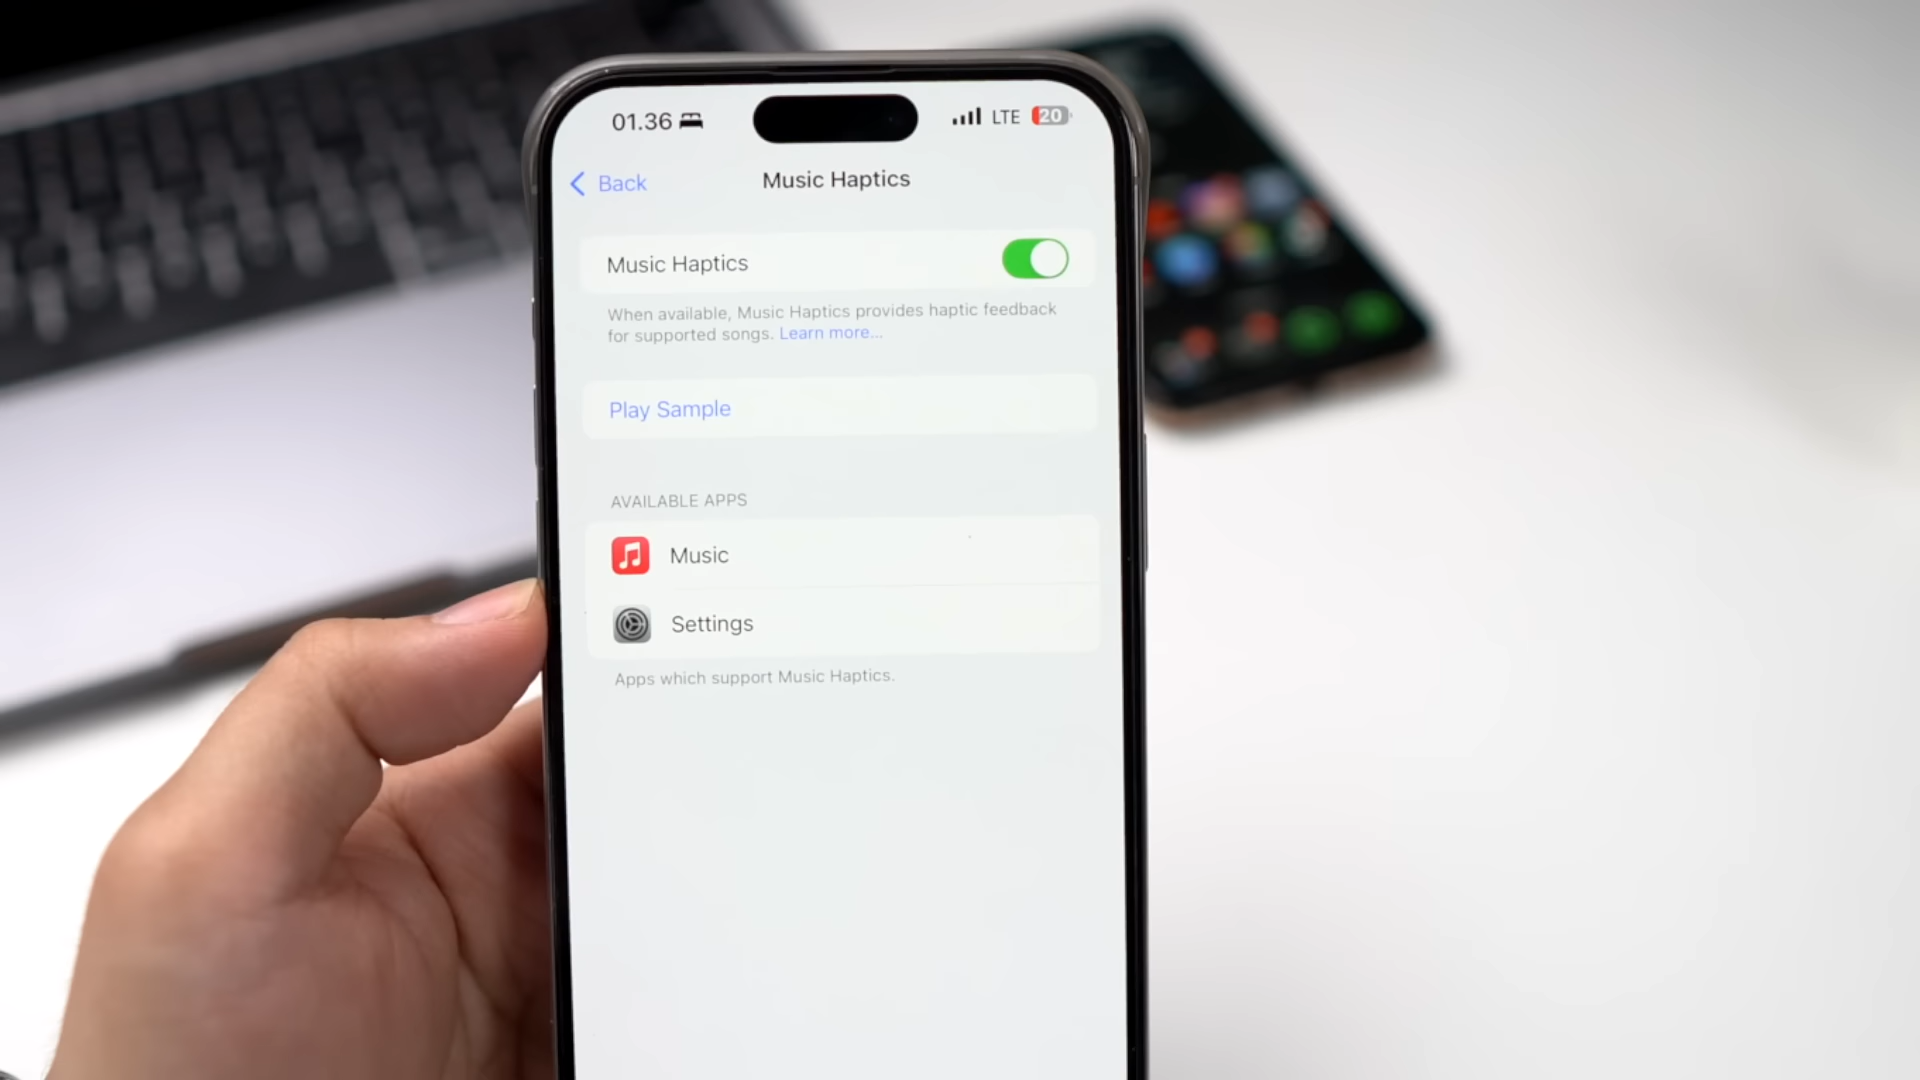 01.36
LTE 20
Back
Music Haptics
Music Haptics
When available, Music Haptics provides haptic feedback
for supported songs. Learn more...
Play Sample
AVAILABLE APPS
Music
Settings
Apps which support Music Haptics.